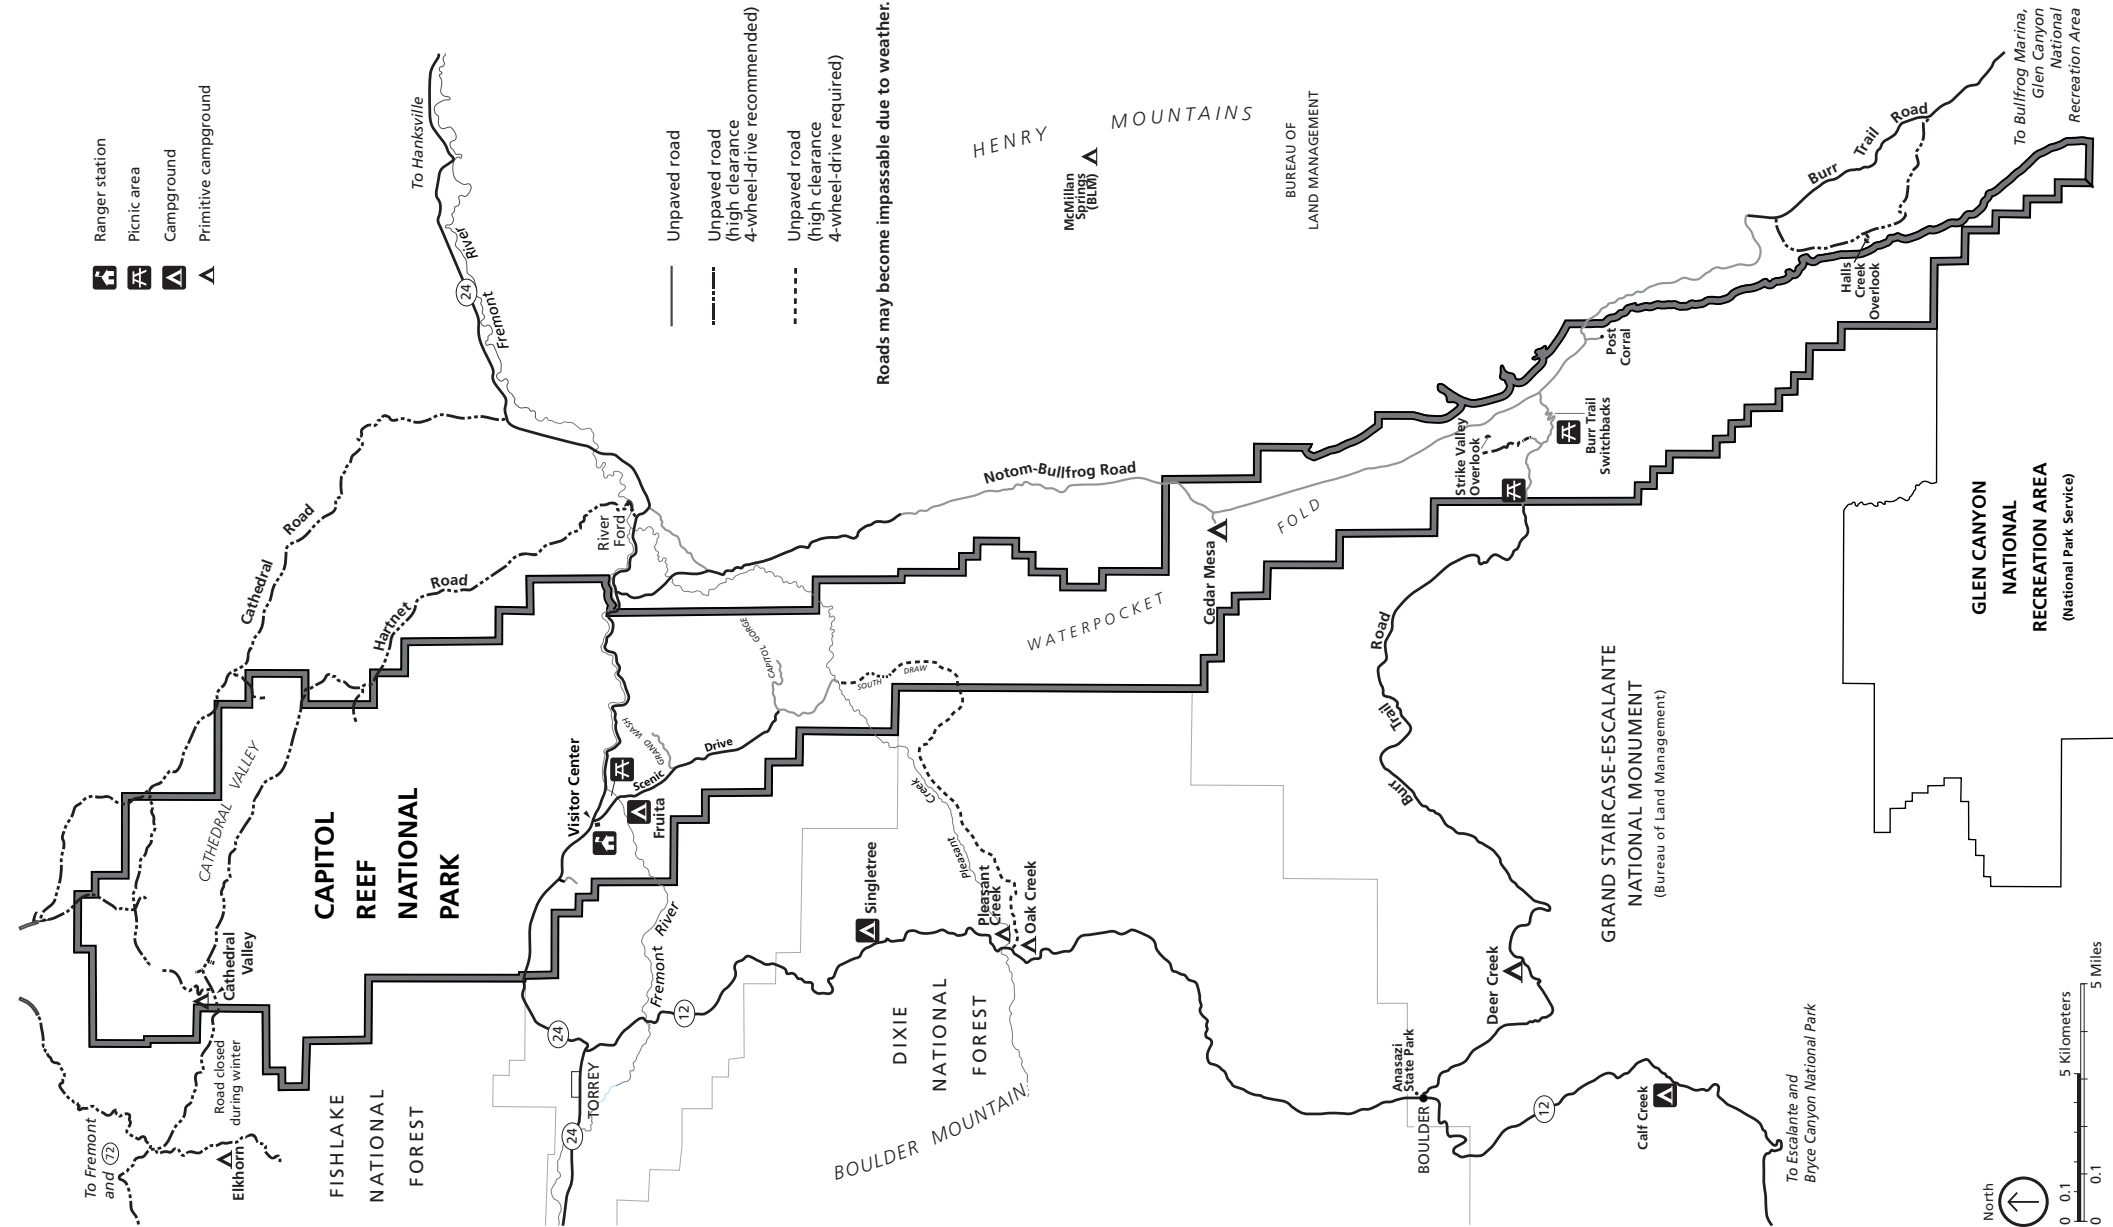 Ranger station
Picnic area
Campground
Primitive campground
To Hanksville
24
River
Fremont
Unpaved road
Unpaved road
(high clearance
4-wheel-drive recommended)
Unpaved road
(high clearance
4-wheel-drive required)
Roads may become impassable due to weather.
HENRY MOUNTAINS
McMillan
Springs
(BLM)
BUREAU OF
LAND MANAGEMENT
To Bullfrog Marina,
Glen Canyon
National
Recreation Area
Burr Trail Road
Halls
Creek
Overlook
Post
Corral
Burr Trail
Switchbacks
Strike Valley
Overlook
Notom-Bullfrog Road
Cathedral Road
Hartnet Road
River
Ford
Cedar Mesa
WATERPOCKET FOLD
CAPITOL GORGE
SOUTH DRAW
GRAND WASH
Scenic Drive
Visitor Center
Fruita
CATHEDRAL VALLEY
CAPITOL
REEF
NATIONAL
PARK
Cathedral
Valley
Road closed
during winter
To Fremont
and 72
Elkhorn
FISHLAKE
NATIONAL
FOREST
24
TORREY
24
12
Fremont River
Singletree
Pleasant Creek
Pleasant
Creek
Oak Creek
DIXIE
NATIONAL
FOREST
BOULDER MOUNTAIN
Burr Trail Road
GRAND STAIRCASE-ESCALANTE
NATIONAL MONUMENT
(Bureau of Land Management)
Deer Creek
Anasazi
State Park
BOULDER
12
Calf Creek
To Escalante and
Bryce Canyon National Park
GLEN CANYON
NATIONAL
RECREATION AREA
(National Park Service)
North
0 0.1 5 Kilometers
0 0.1 5 Miles